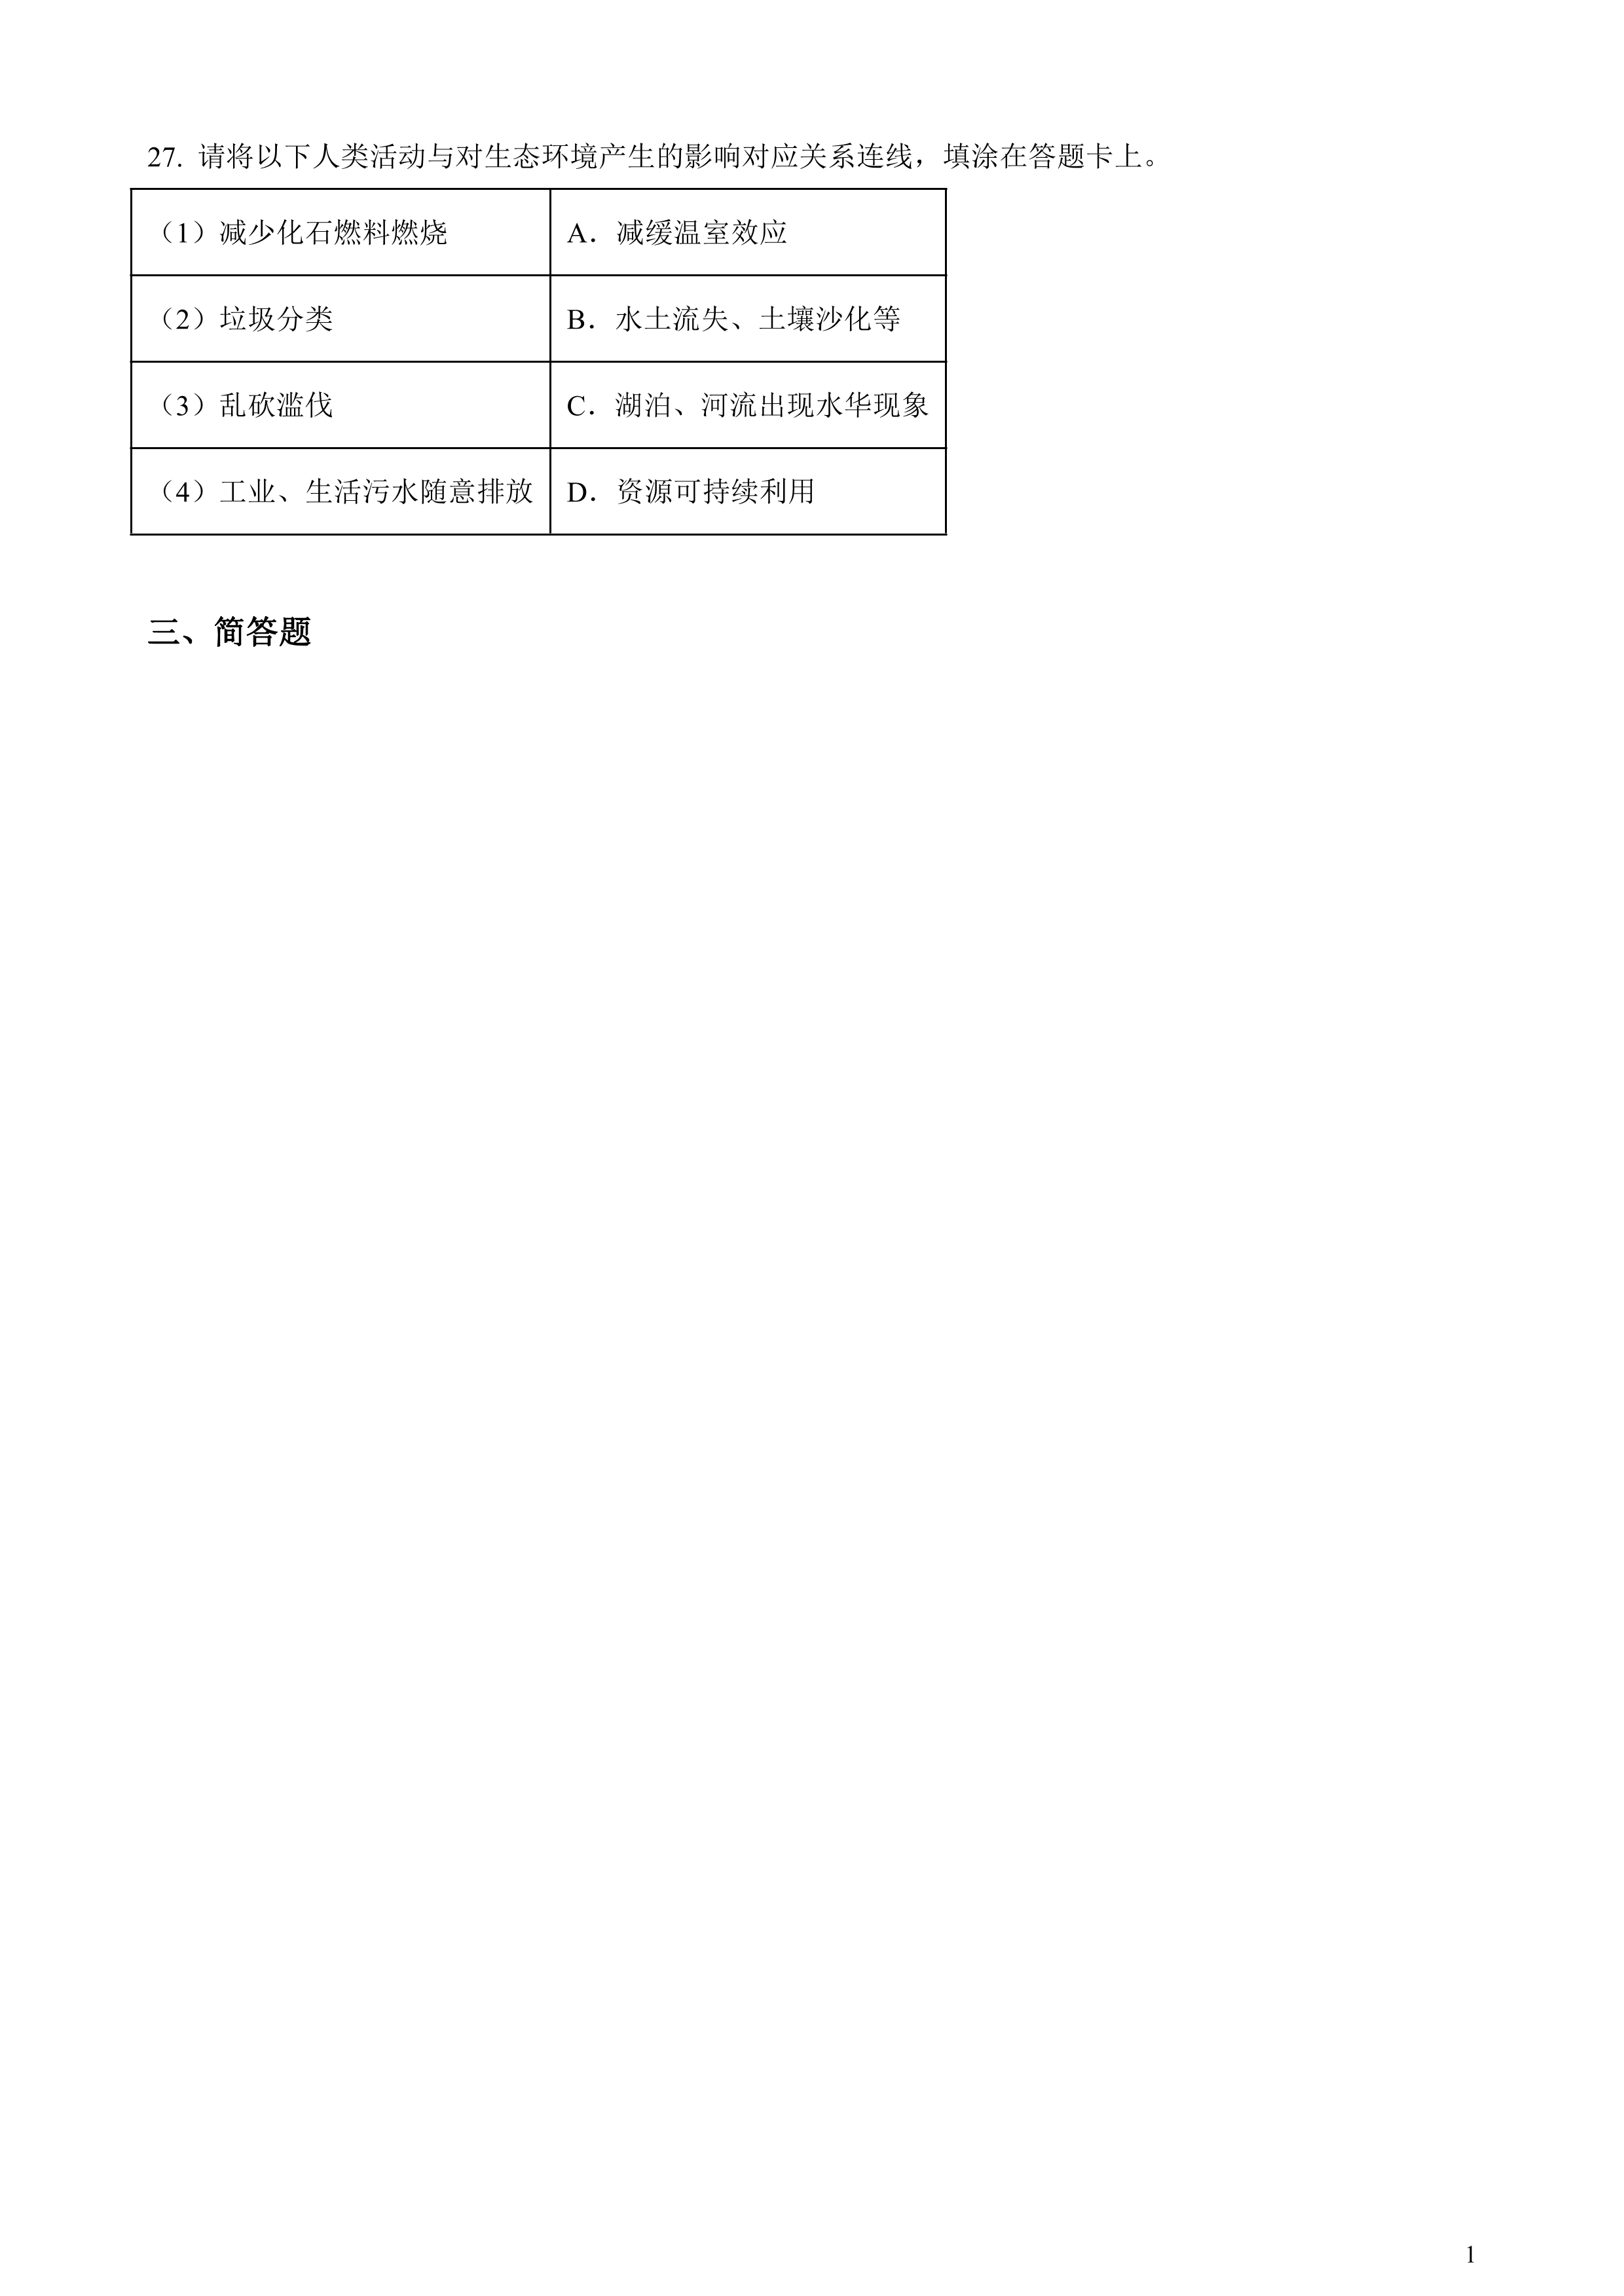 27. 请将以下人类活动与对生态环境产生的影响对应关系连线，填涂在答题卡上。
（1）减少化石燃料燃烧 A．减缓温室效应
（2）垃圾分类 B．水土流失、土壤沙化等
（3）乱砍滥伐 C．湖泊、河流出现水华现象
（4）工业、生活污水随意排放 D．资源可持续利用
三、简答题
1